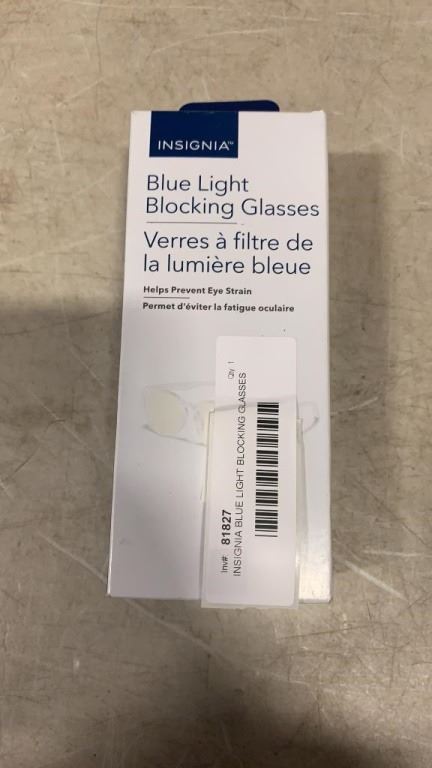 INSIGNIA™
Blue Light
Blocking Glasses
Verres à filtre de
la lumière bleue
Helps Prevent Eye Strain
Permet d'éviter la fatigue oculaire
Inv#: 81827
Qty 1
INSIGNIA BLUE LIGHT BLOCKING GLASSES